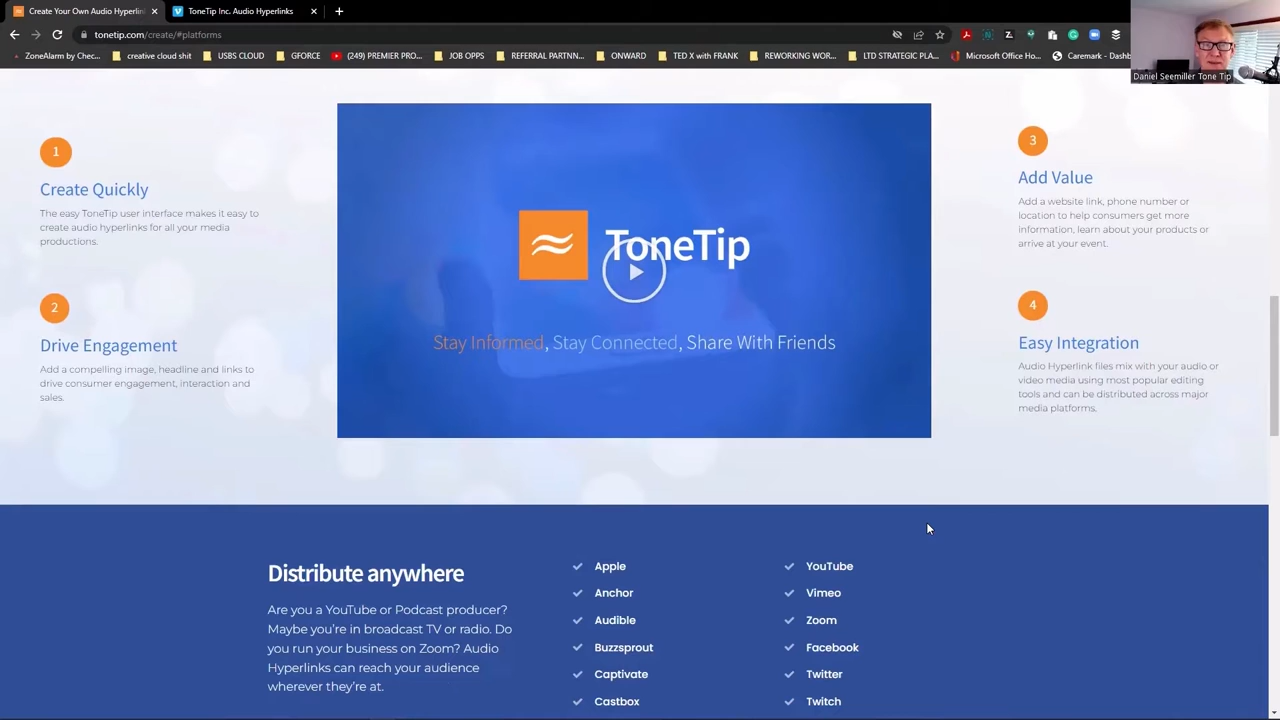 Create Your Own Audio Hyperlin
ToneTip Inc. Audio Hyperlinks
tonetip.com/create/#platforms
ZoneAlarm by Chec...
creative cloud shit
USBS CLOUD
GFORCE
(249) PREMIER PRO...
JOB OPPS
REFERRAL PARTNN...
ONWARD
TED X with FRANK
REWORKING WOR...
LTD STRATEGIC PLA...
Microsoft Office Ho...
Caremark - Dashb
Daniel Seemiller Tone Tip
1
Create Quickly
The easy ToneTip user interface makes it easy to
create audio hyperlinks for all your media
productions.
2
Drive Engagement
Add a compelling image, headline and links to
drive consumer engagement, interaction and
sales.
ToneTip
Stay Informed, Stay Connected, Share With Friends
3
Add Value
Add a website link, phone number or
location to help consumers get more
information, learn about your products or
arrive at your event.
4
Easy Integration
Audio Hyperlink files mix with your audio or
video media using most popular editing
tools and can be distributed across major
media platforms.
Distribute anywhere
Are you a YouTube or Podcast producer?
Maybe you're in broadcast TV or radio. Do
you run your business on Zoom? Audio
Hyperlinks can reach your audience
wherever they're at.
Apple
Anchor
Audible
Buzzsprout
Captivate
Castbox
YouTube
Vimeo
Zoom
Facebook
Twitter
Twitch